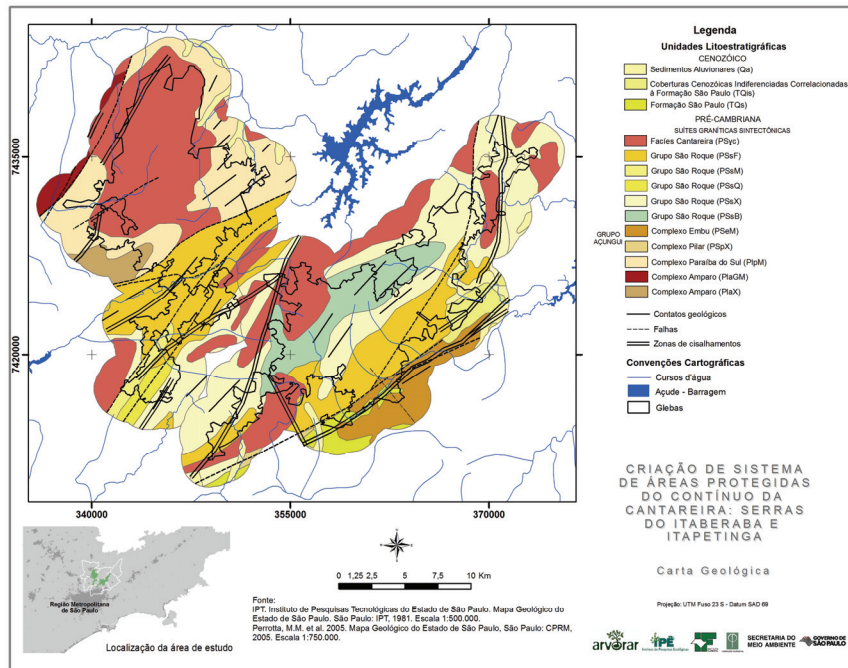 Legenda
Unidades Litoestratigráficas
CENOZÓICO
Sedimentos Aluvionares (Qa)
Coberturas Cenozóicas Indiferenciadas Correlacionadas
à Formação São Paulo (TQis)
Formação São Paulo (TQs)
PRÉ-CAMBRIANA
SUÍTES GRANÍTICAS SINTECTÔNICAS
Facíes Cantareira (PSγc)
Grupo São Roque (PSsF)
Grupo São Roque (PSsM)
Grupo São Roque (PSsQ)
Grupo São Roque (PSsX)
Grupo São Roque (PSsB)
GRUPO
AÇUNGUI
Complexo Embu (PSeM)
Complexo Pilar (PSpX)
Complexo Paraíba do Sul (PIpM)
Complexo Amparo (PIaGM)
Complexo Amparo (PIaX)
Contatos geológicos
Falhas
Zonas de cisalhamentos
Convenções Cartográficas
Cursos d'água
Açude - Barragem
Glebas
7435000
7420000
340000 355000 370000
CRIAÇÃO DE SISTEMA
DE ÁREAS PROTEGIDAS
DO CONTÍNUO DA
CANTAREIRA: SERRAS
DO ITABERABA E
ITAPETINGA
Carta Geológica
Projeção: UTM Fuso 23 S - Datum SAD 69
Região Metropolitana
de São Paulo
Localização da área de estudo
0 1,25 2,5 5 7,5 10 Km
Fonte:
IPT. Instituto de Pesquisas Tecnológicas do Estado de São Paulo. Mapa Geológico do
Estado de São Paulo. São Paulo: IPT, 1981. Escala 1:500.000.
Perrotta, M.M. et al. 2005. Mapa Geológico do Estado de São Paulo, São Paulo: CPRM,
2005. Escala 1:750.000.
arvorar
IPÊ
SECRETARIA DO
MEIO AMBIENTE
GOVERNO DE
SÃO PAULO